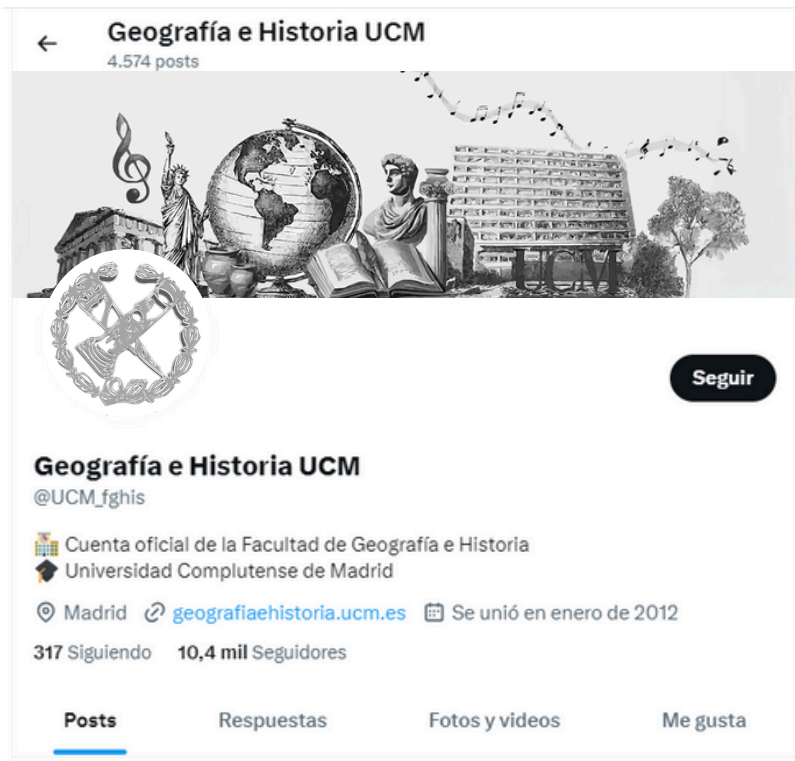 Geografía e Historia UCM
4.574 posts
UCM
Seguir
Geografía e Historia UCM
@UCM_fghis
Cuenta oficial de la Facultad de Geografía e Historia
Universidad Complutense de Madrid
Madrid geografiaehistoria.ucm.es Se unió en enero de 2012
317 Siguiendo 10,4 mil Seguidores
Posts Respuestas Fotos y videos Me gusta